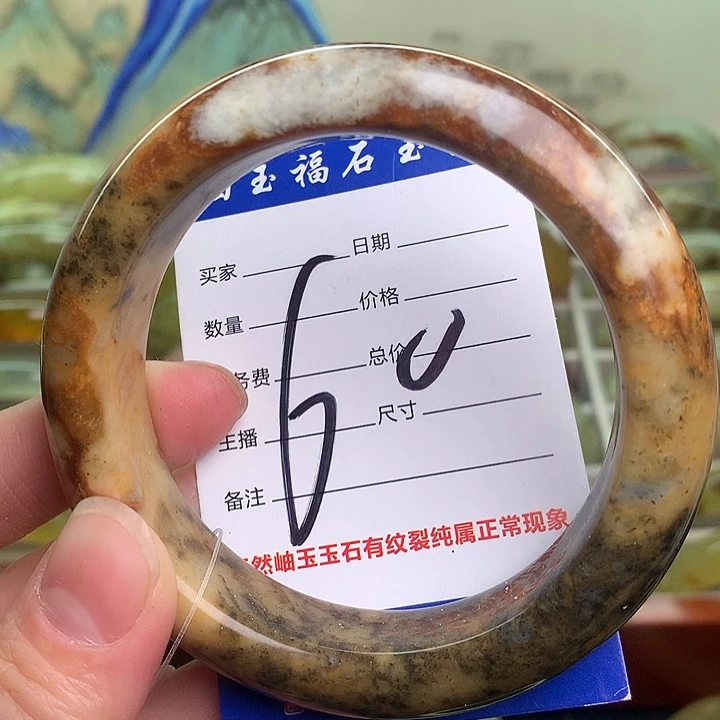 玉福石玉
买家 日期
数量 价格
务费 总价
主播 尺寸
备注
60
然岫玉玉石有纹裂纯属正常现象